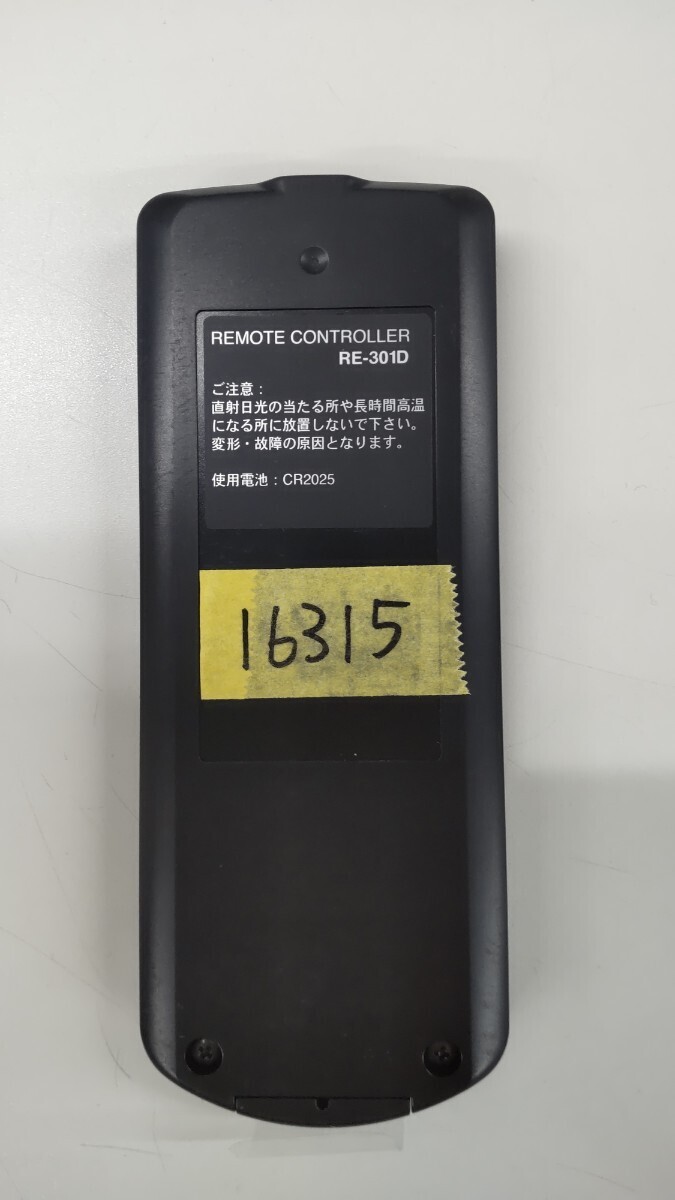 REMOTE CONTROLLER
RE-301D
ご注意：
直射日光の当たる所や長時間高温
になる所に放置しないで下さい。
変形・故障の原因となります。
使用電池：CR2025
16315